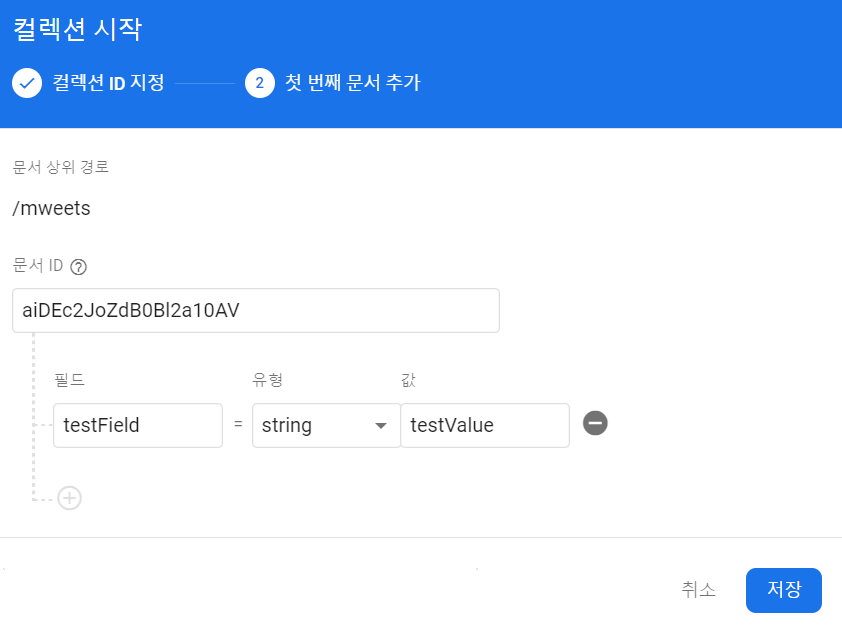 컬렉션 시작
컬렉션 ID 지정 2 첫 번째 문서 추가
문서 상위 경로
/mweets
문서 ID ?
aiDEc2JoZdB0Bl2a10AV
필드 유형 값
testField = string testValue
취소 저장